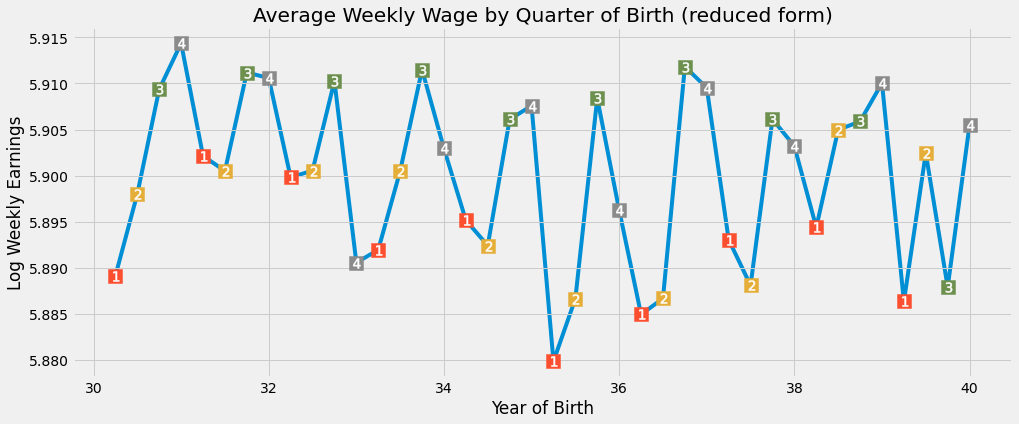 Average Weekly Wage by Quarter of Birth (reduced form)
Log Weekly Earnings
5.915
5.910
5.905
5.900
5.895
5.890
5.885
5.880
1 2 3 4 1 2 3 4 1 2 3 4 1 2 3 4 1 2 3 4 1 2 3 4 1 2 3 4 1 2 3 4 1 2 3 4 1 2 3 4
30 32 34 36 38 40
Year of Birth